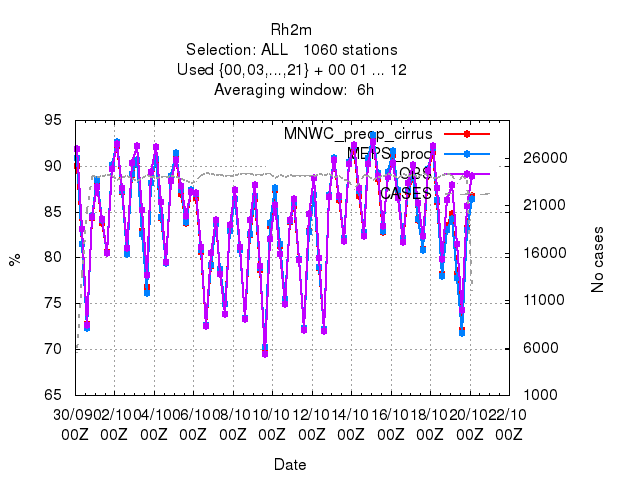 Rh2m
Selection: ALL 1060 stations
Used {00,03,...,21} + 00 01 ... 12
Averaging window: 6h
MNWC_preop_cirrus
MEPS_prod
OBS
CASES
95
90
85
80
75
70
65
%
26000
21000
16000
11000
6000
1000
No cases
30/09 02/10 04/10 06/10 08/10 10/10 12/10 14/10 16/10 18/10 20/10 22/10
00Z 00Z 00Z 00Z 00Z 00Z 00Z 00Z 00Z 00Z 00Z 00Z
Date